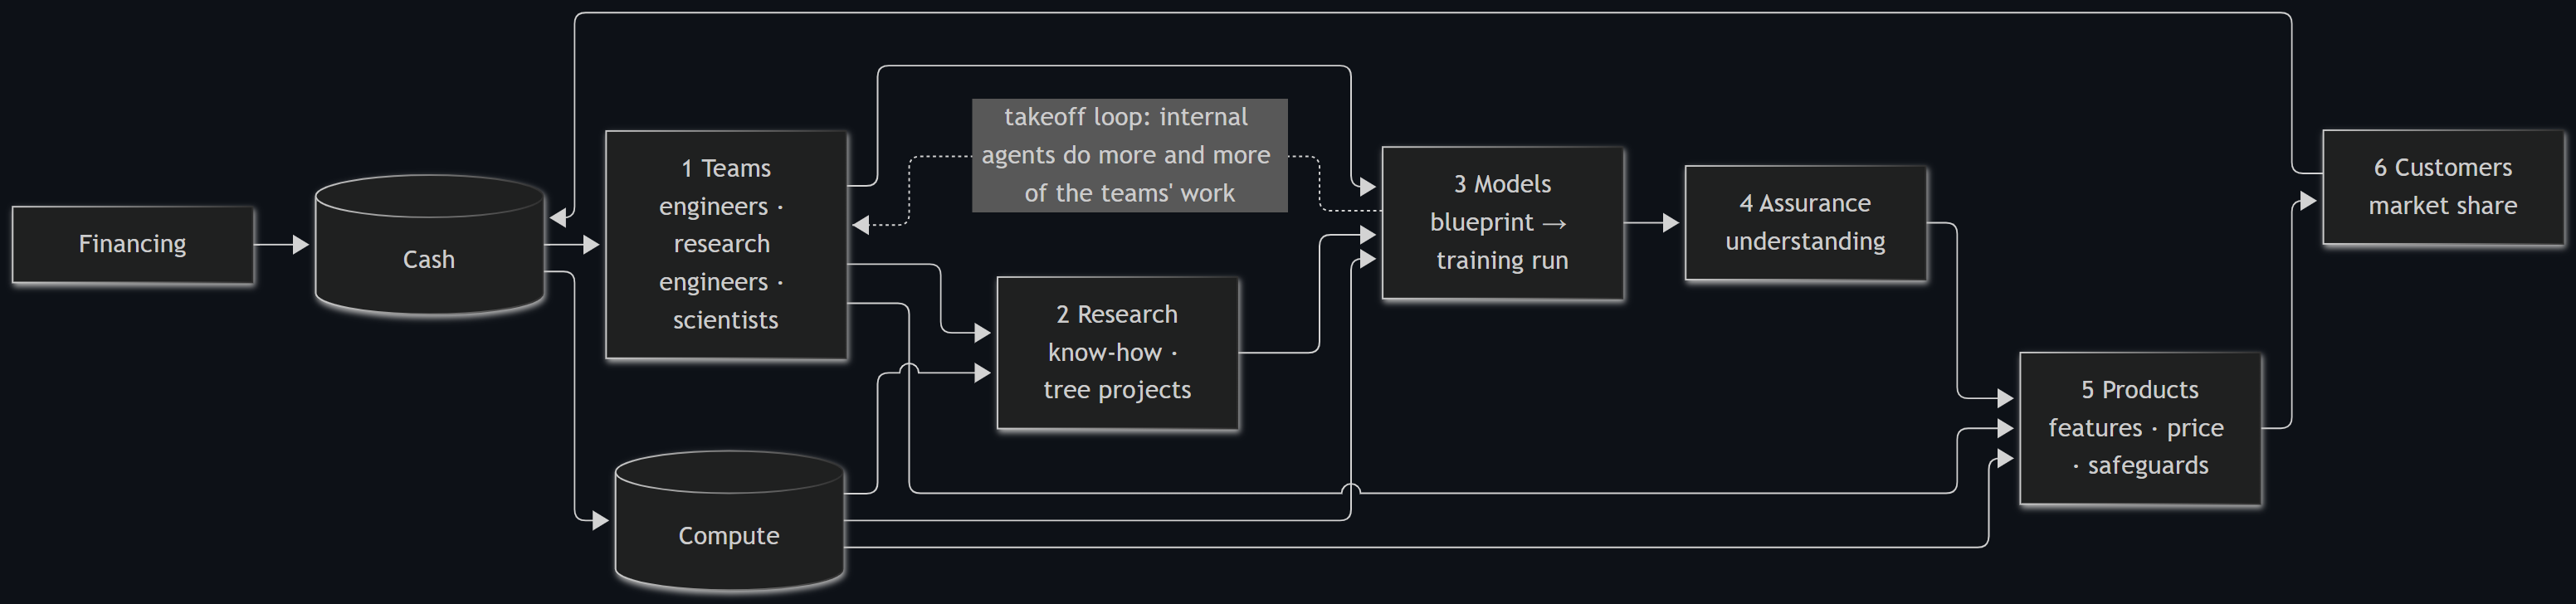 Financing
Cash
1 Teams
engineers ·
research
engineers ·
scientists
takeoff loop: internal
agents do more and more
of the teams' work
2 Research
know-how ·
tree projects
Compute
3 Models
blueprint →
training run
4 Assurance
understanding
5 Products
features · price
· safeguards
6 Customers
market share